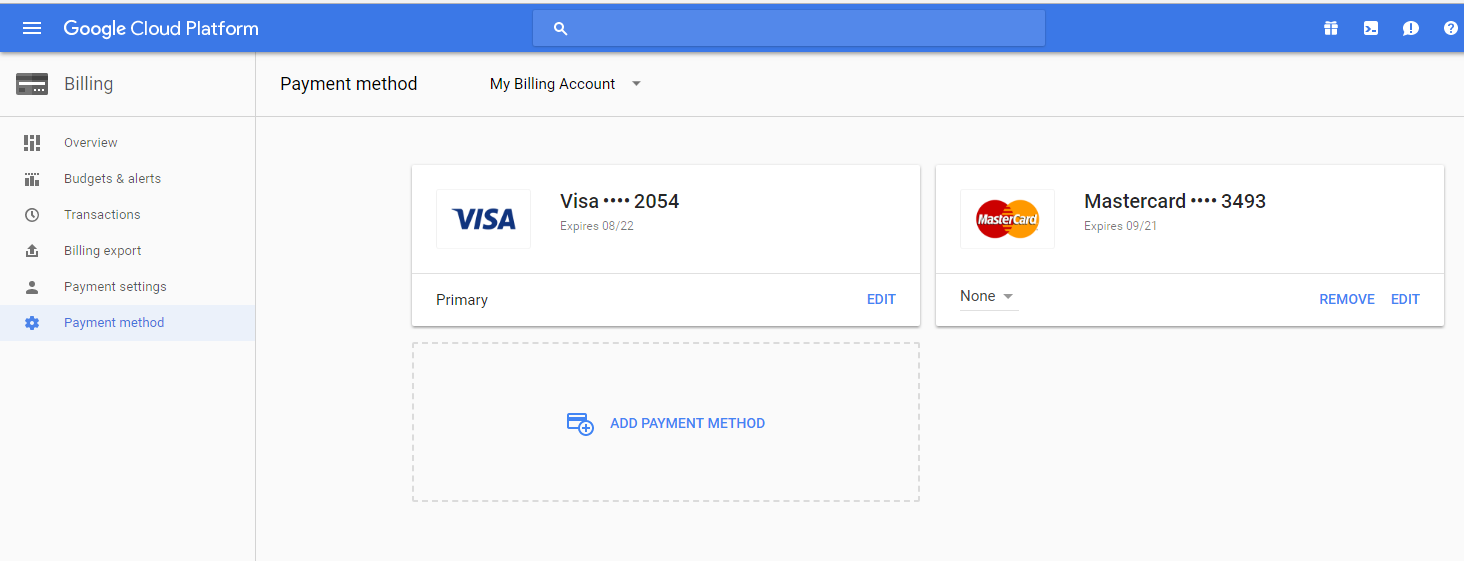 Google Cloud Platform
Billing
Payment method
My Billing Account
Overview
Budgets & alerts
Transactions
Billing export
Payment settings
Payment method
VISA
Visa •••• 2054
Expires 08/22
Primary
EDIT
MasterCard
Mastercard •••• 3493
Expires 09/21
None
REMOVE
EDIT
ADD PAYMENT METHOD